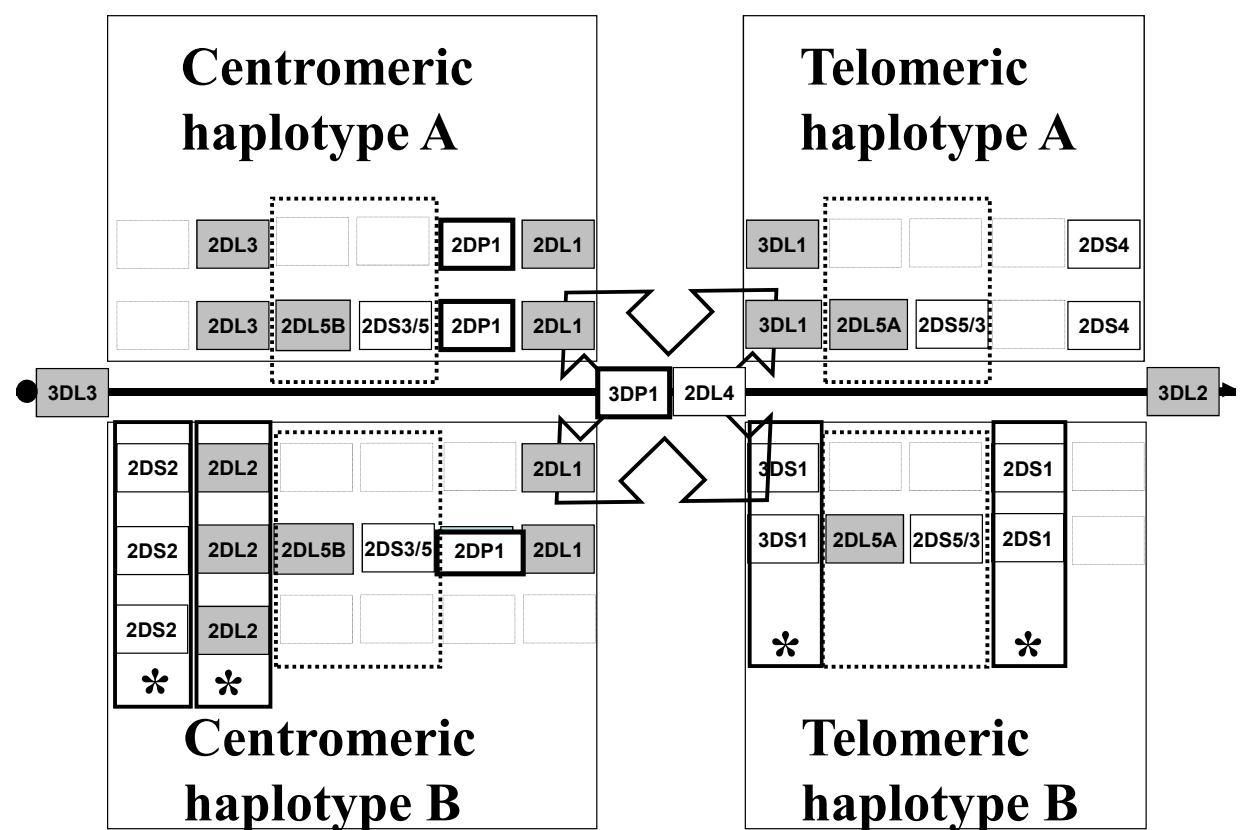 Centromeric
haplotype A
Telomeric
haplotype A
2DL3 2DP1 2DL1 3DL1 2DS4
2DL3 2DL5B 2DS3/5 2DP1 2DL1 3DL1 2DL5A 2DS5/3 2DS4
3DL3 3DP1 2DL4 3DL2
2DS2 2DL2 2DL1 3DS1 2DS1
2DS2 2DL2 2DL5B 2DS3/5 2DP1 2DL1 3DS1 2DL5A 2DS5/3 2DS1
2DS2 2DL2
* * * *
Centromeric
haplotype B
Telomeric
haplotype B